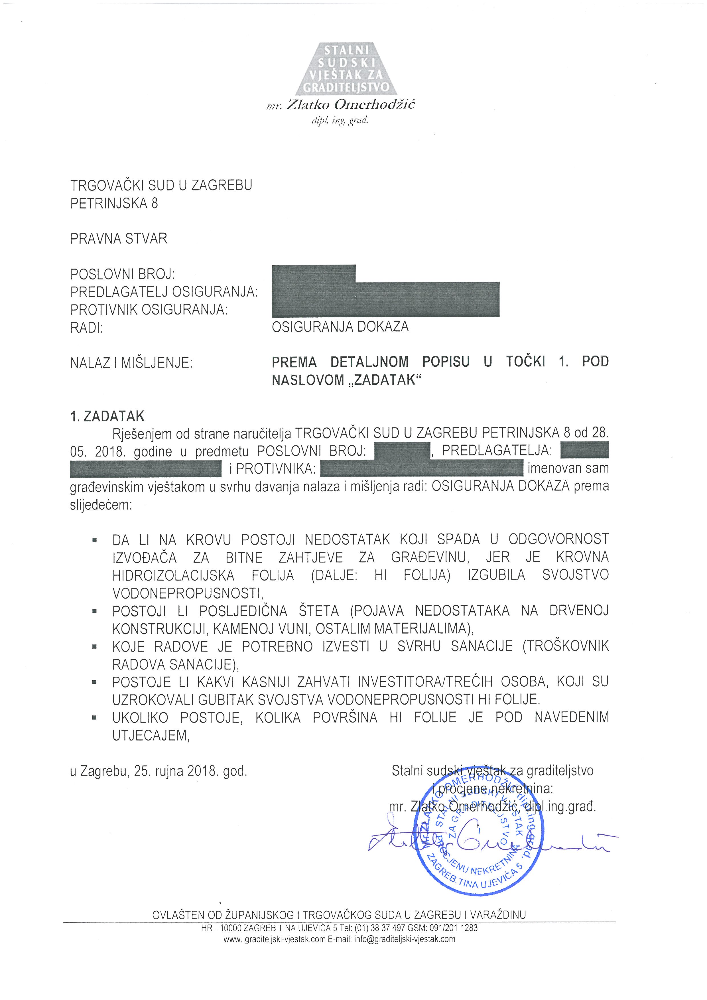 STALNI
SUDSKI
VJEŠTAK ZA
GRADITELJSTVO
mr. Zlatko Omerhodžić
dipl. ing. građ.
TRGOVAČKI SUD U ZAGREBU
PETRINJSKA 8
PRAVNA STVAR
POSLOVNI BROJ:
PREDLAGATELJ OSIGURANJA:
PROTIVNIK OSIGURANJA:
RADI: OSIGURANJA DOKAZA
NALAZ I MIŠLJENJE: PREMA DETALJNOM POPISU U TOČKI 1. POD
NASLOVOM „ZADATAK“
1. ZADATAK
Rješenjem od strane naručitelja TRGOVAČKI SUD U ZAGREBU PETRINJSKA 8 od 28.
05. 2018. godine u predmetu POSLOVNI BROJ: , PREDLAGATELJA:
i PROTIVNIKA: imenovan sam
građevinskim vještakom u svrhu davanja nalaza i mišljenja radi: OSIGURANJA DOKAZA prema
slijedećem:
▪ DA LI NA KROVU POSTOJI NEDOSTATAK KOJI SPADA U ODGOVORNOST
IZVOĐAČA ZA BITNE ZAHTJEVE ZA GRAĐEVINU, JER JE KROVNA
HIDROIZOLACIJSKA FOLIJA (DALJE: HI FOLIJA) IZGUBILA SVOJSTVO
VODONEPROPUSNOSTI,
▪ POSTOJI LI POSLJEDIČNA ŠTETA (POJAVA NEDOSTATAKA NA DRVENOJ
KONSTRUKCIJI, KAMENOJ VUNI, OSTALIM MATERIJALIMA),
▪ KOJE RADOVE JE POTREBNO IZVESTI U SVRHU SANACIJE (TROŠKOVNIK
RADOVA SANACIJE),
▪ POSTOJE LI KAKVI KASNIJI ZAHVATI INVESTITORA/TREĆIH OSOBA, KOJI SU
UZROKOVALI GUBITAK SVOJSTVA VODONEPROPUSNOSTI HI FOLIJE.
▪ UKOLIKO POSTOJE, KOLIKA POVRŠINA HI FOLIJE JE POD NAVEDENIM
UTJECAJEM,
u Zagrebu, 25. rujna 2018. god.
Stalni sudski vještak za graditeljstvo
i procjene nekretnina:
mr. Zlatko Omerhodžić, dipl.ing.građ.
Mr. ZLATKO OMERHODŽIĆ dipl.ing.građ.
STALNI SUDSKI VJEŠTAK
ZA GRADITELJSTVO
PROCJENU NEKRETNINA
ZAGREB. TINA UJEVIĆA 5
OVLAŠTEN OD ŽUPANIJSKOG I TRGOVAČKOG SUDA U ZAGREBU I VARAŽDINU
HR - 10000 ZAGREB TINA UJEVIĆA 5 Tel: (01) 38 37 497 GSM: 091/201 1283
www. graditeljski-vjestak.com E-mail: info@graditeljski-vjestak.com